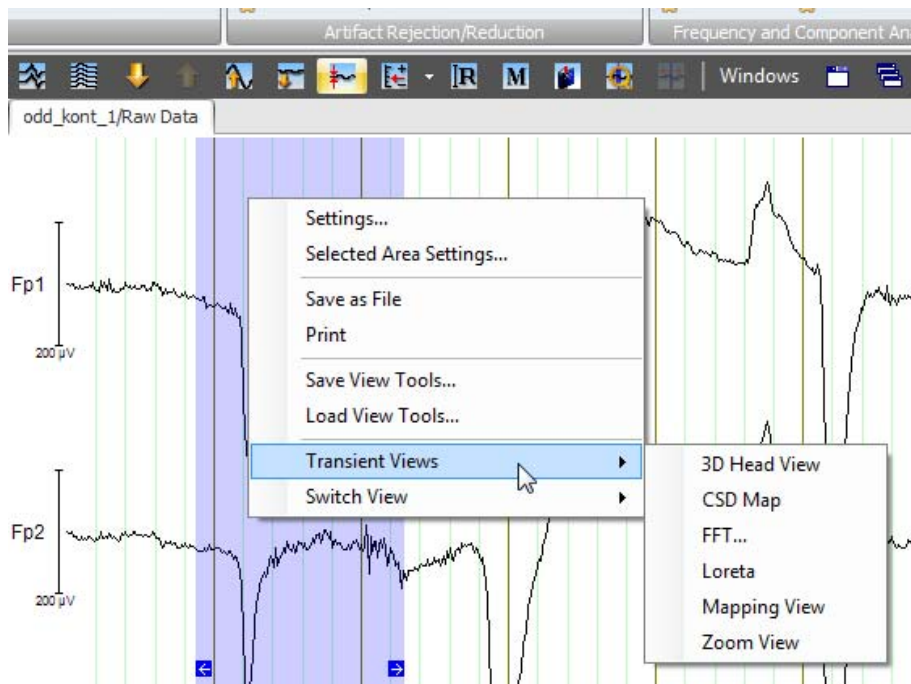 Artifact Rejection/Reduction
Frequency and Component An
IR
M
Windows
odd_kont_1/Raw Data
Fp1
200 µV
Fp2
200 µV
Settings...
Selected Area Settings...
Save as File
Print
Save View Tools...
Load View Tools...
Transient Views
Switch View
3D Head View
CSD Map
FFT...
Loreta
Mapping View
Zoom View